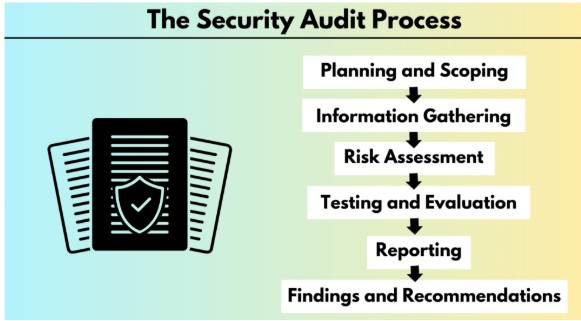 The Security Audit Process
Planning and Scoping
Information Gathering
Risk Assessment
Testing and Evaluation
Reporting
Findings and Recommendations